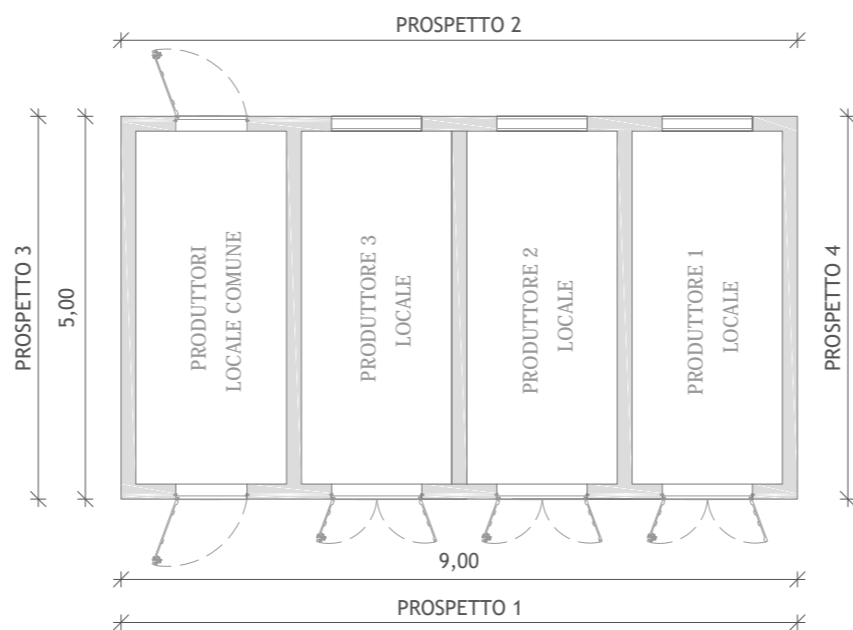 PROSPETTO 2
PROSPETTO 3
5,00
PRODUTTORI
LOCALE COMUNE
PRODUTTORE 3
LOCALE
PRODUTTORE 2
LOCALE
PRODUTTORE 1
LOCALE
PROSPETTO 4
9,00
PROSPETTO 1